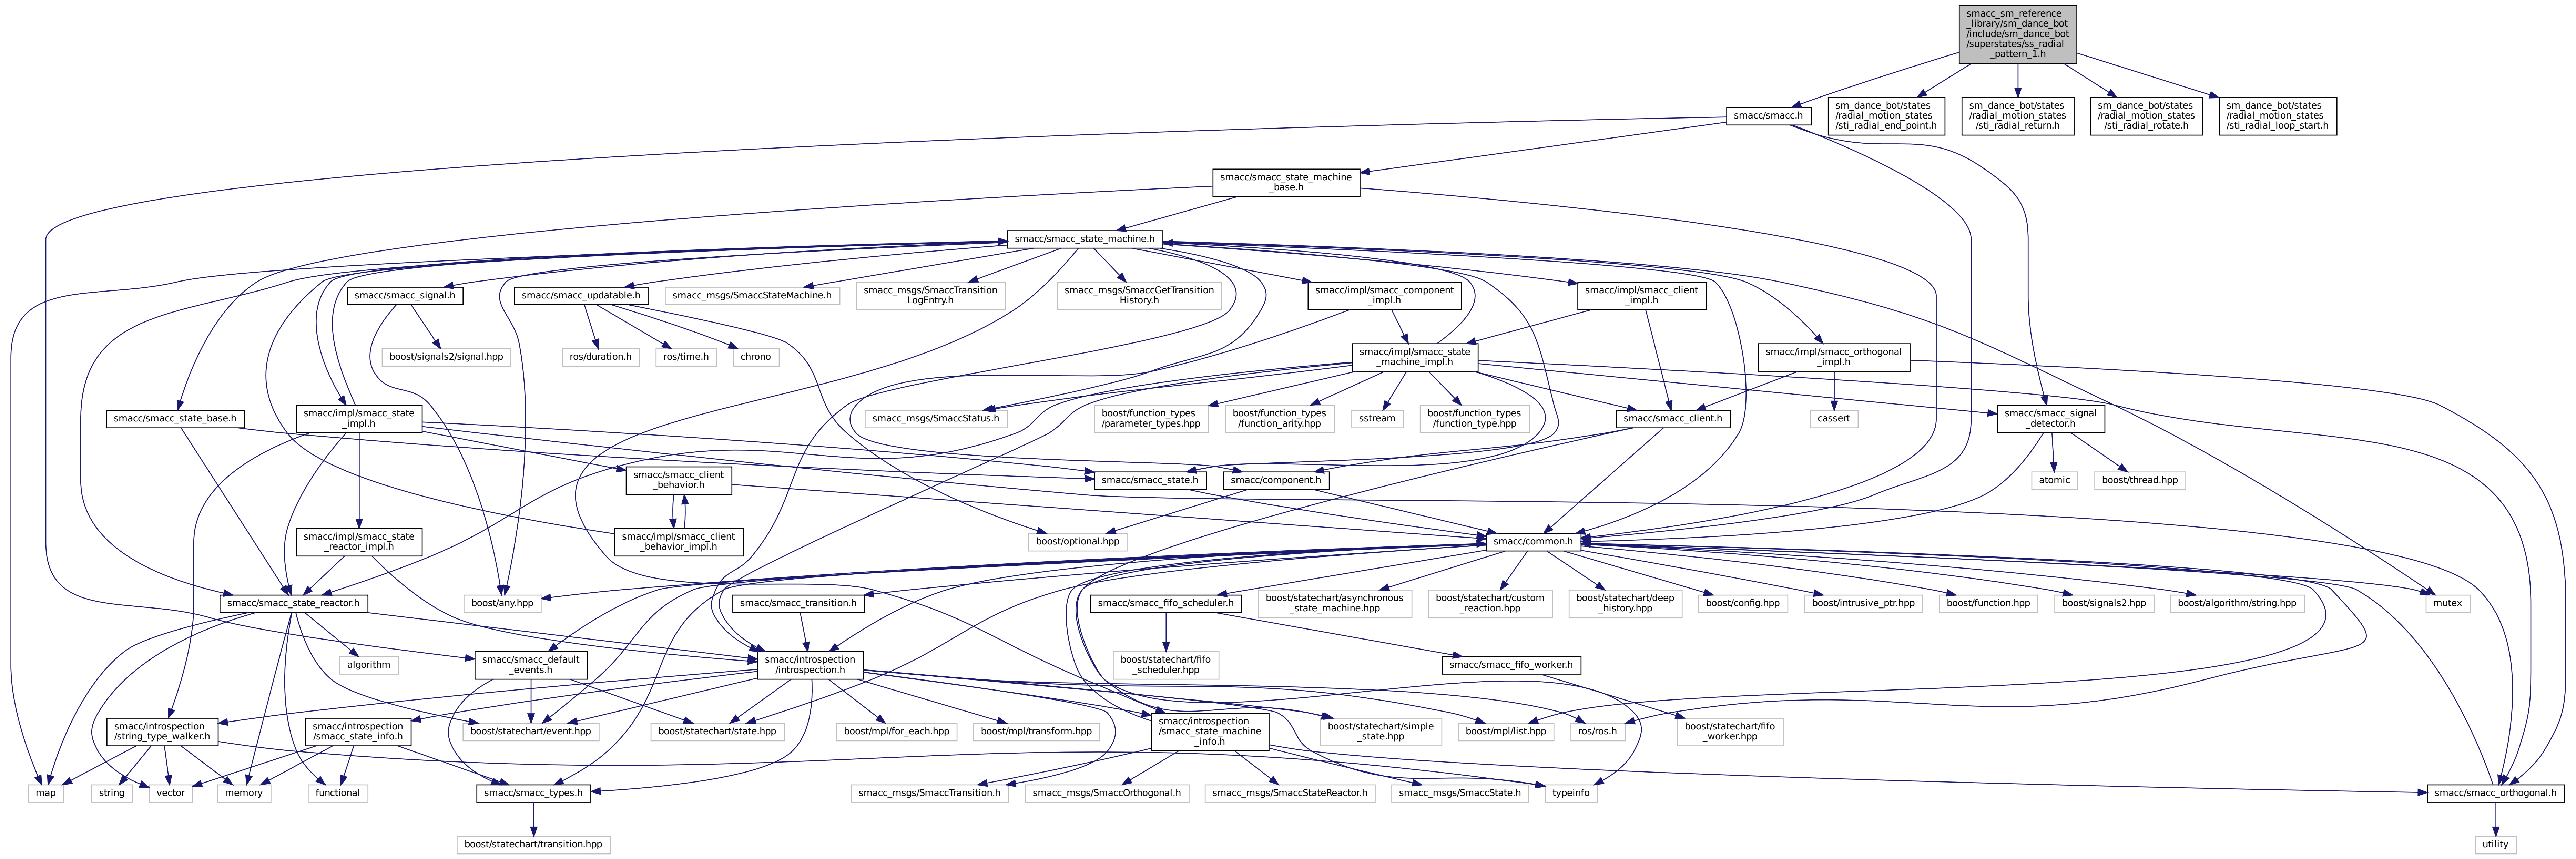 smacc_sm_reference
_library/sm_dance_bot
/include/sm_dance_bot
/superstates/ss_radial
_pattern_1.h
smacc/smacc.h
sm_dance_bot/states
/radial_motion_states
/sti_radial_end_point.h
sm_dance_bot/states
/radial_motion_states
/sti_radial_return.h
sm_dance_bot/states
/radial_motion_states
/sti_radial_rotate.h
sm_dance_bot/states
/radial_motion_states
/sti_radial_loop_start.h
smacc/smacc_state_machine
_base.h
smacc/smacc_state_machine.h
smacc/smacc_signal.h
smacc/smacc_updatable.h
smacc_msgs/SmaccStateMachine.h
smacc_msgs/SmaccTransition
LogEntry.h
smacc_msgs/SmaccGetTransition
History.h
smacc/impl/smacc_component
_impl.h
smacc/impl/smacc_client
_impl.h
boost/signals2/signal.hpp
ros/duration.h
ros/time.h
chrono
smacc/impl/smacc_state
_machine_impl.h
smacc/impl/smacc_orthogonal
_impl.h
smacc/smacc_state_base.h
smacc/impl/smacc_state
_impl.h
smacc_msgs/SmaccStatus.h
boost/function_types
/parameter_types.hpp
boost/function_types
/function_arity.hpp
sstream
boost/function_types
/function_type.hpp
smacc/smacc_client.h
cassert
smacc/smacc_signal
_detector.h
smacc/smacc_client
_behavior.h
smacc/smacc_state.h
smacc/component.h
atomic
boost/thread.hpp
smacc/impl/smacc_state
_reactor_impl.h
smacc/impl/smacc_client
_behavior_impl.h
boost/optional.hpp
smacc/common.h
smacc/smacc_state_reactor.h
boost/any.hpp
smacc/smacc_transition.h
smacc/smacc_fifo_scheduler.h
boost/statechart/asynchronous
_state_machine.hpp
boost/statechart/custom
_reaction.hpp
boost/statechart/deep
_history.hpp
boost/config.hpp
boost/intrusive_ptr.hpp
boost/function.hpp
boost/signals2.hpp
boost/algorithm/string.hpp
mutex
algorithm
smacc/smacc_default
_events.h
smacc/introspection
/introspection.h
boost/statechart/fifo
_scheduler.hpp
smacc/smacc_fifo_worker.h
smacc/introspection
/string_type_walker.h
smacc/introspection
/smacc_state_info.h
boost/statechart/event.hpp
boost/statechart/state.hpp
boost/mpl/for_each.hpp
boost/mpl/transform.hpp
smacc/introspection
/smacc_state_machine
_info.h
boost/statechart/simple
_state.hpp
boost/mpl/list.hpp
ros/ros.h
boost/statechart/fifo
_worker.hpp
map
string
vector
memory
functional
smacc/smacc_types.h
smacc_msgs/SmaccTransition.h
smacc_msgs/SmaccOrthogonal.h
smacc_msgs/SmaccStateReactor.h
smacc_msgs/SmaccState.h
typeinfo
smacc/smacc_orthogonal.h
boost/statechart/transition.hpp
utility